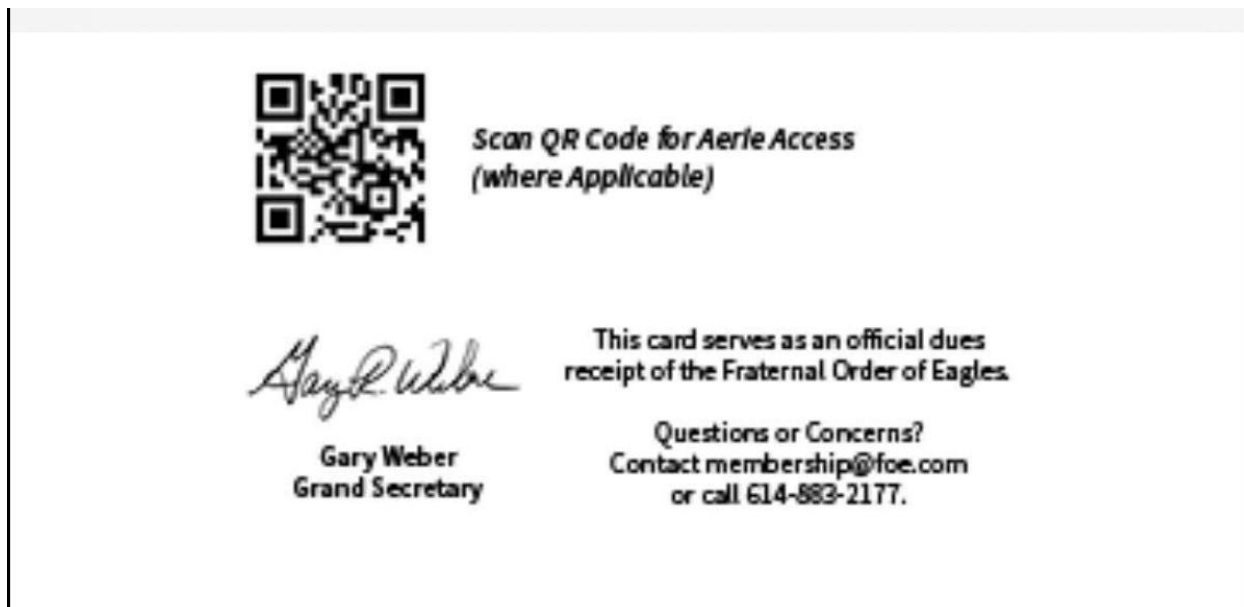 Scan QR Code for Aerie Access
(where Applicable)
Gary R. Weber
This card serves as an official dues
receipt of the Fraternal Order of Eagles.
Gary Weber
Grand Secretary
Questions or Concerns?
Contact membership@foe.com
or call 614-883-2177.